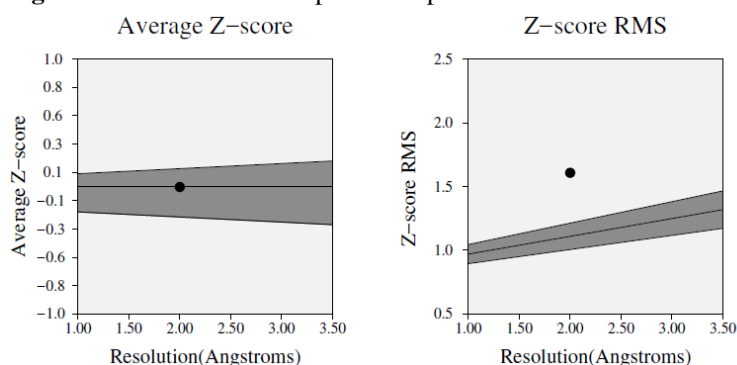 Average Z−score
1.0
0.8
0.6
0.3
0.1
−0.1
−0.3
−0.6
−0.8
−1.0
Average Z−score
1.00 1.50 2.00 2.50 3.00 3.50
Resolution(Angstroms)
Z−score RMS
2.5
2.0
1.5
1.0
0.5
Z−score RMS
1.00 1.50 2.00 2.50 3.00 3.50
Resolution(Angstroms)